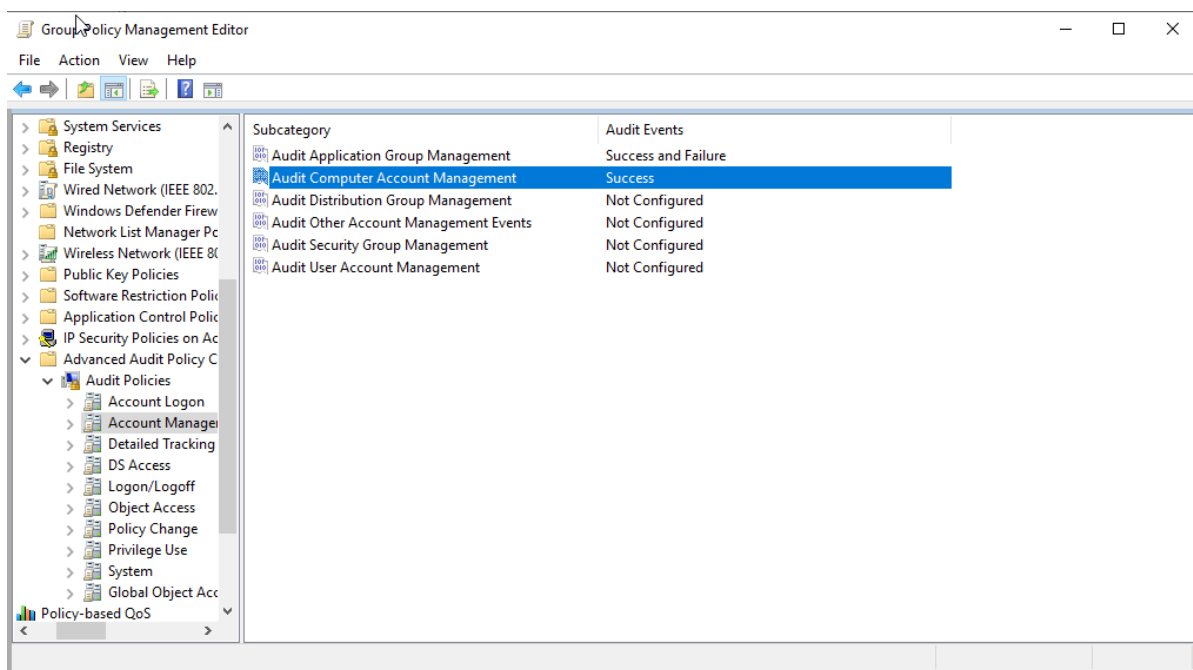 Group Policy Management Editor
File Action View Help
System Services
Registry
File System
Wired Network (IEEE 802.
Windows Defender Firew
Network List Manager Pc
Wireless Network (IEEE 80
Public Key Policies
Software Restriction Polic
Application Control Polic
IP Security Policies on Ac
Advanced Audit Policy C
Audit Policies
Account Logon
Account Manage
Detailed Tracking
DS Access
Logon/Logoff
Object Access
Policy Change
Privilege Use
System
Global Object Acc
Policy-based QoS
Subcategory Audit Events
Audit Application Group Management Success and Failure
Audit Computer Account Management Success
Audit Distribution Group Management Not Configured
Audit Other Account Management Events Not Configured
Audit Security Group Management Not Configured
Audit User Account Management Not Configured